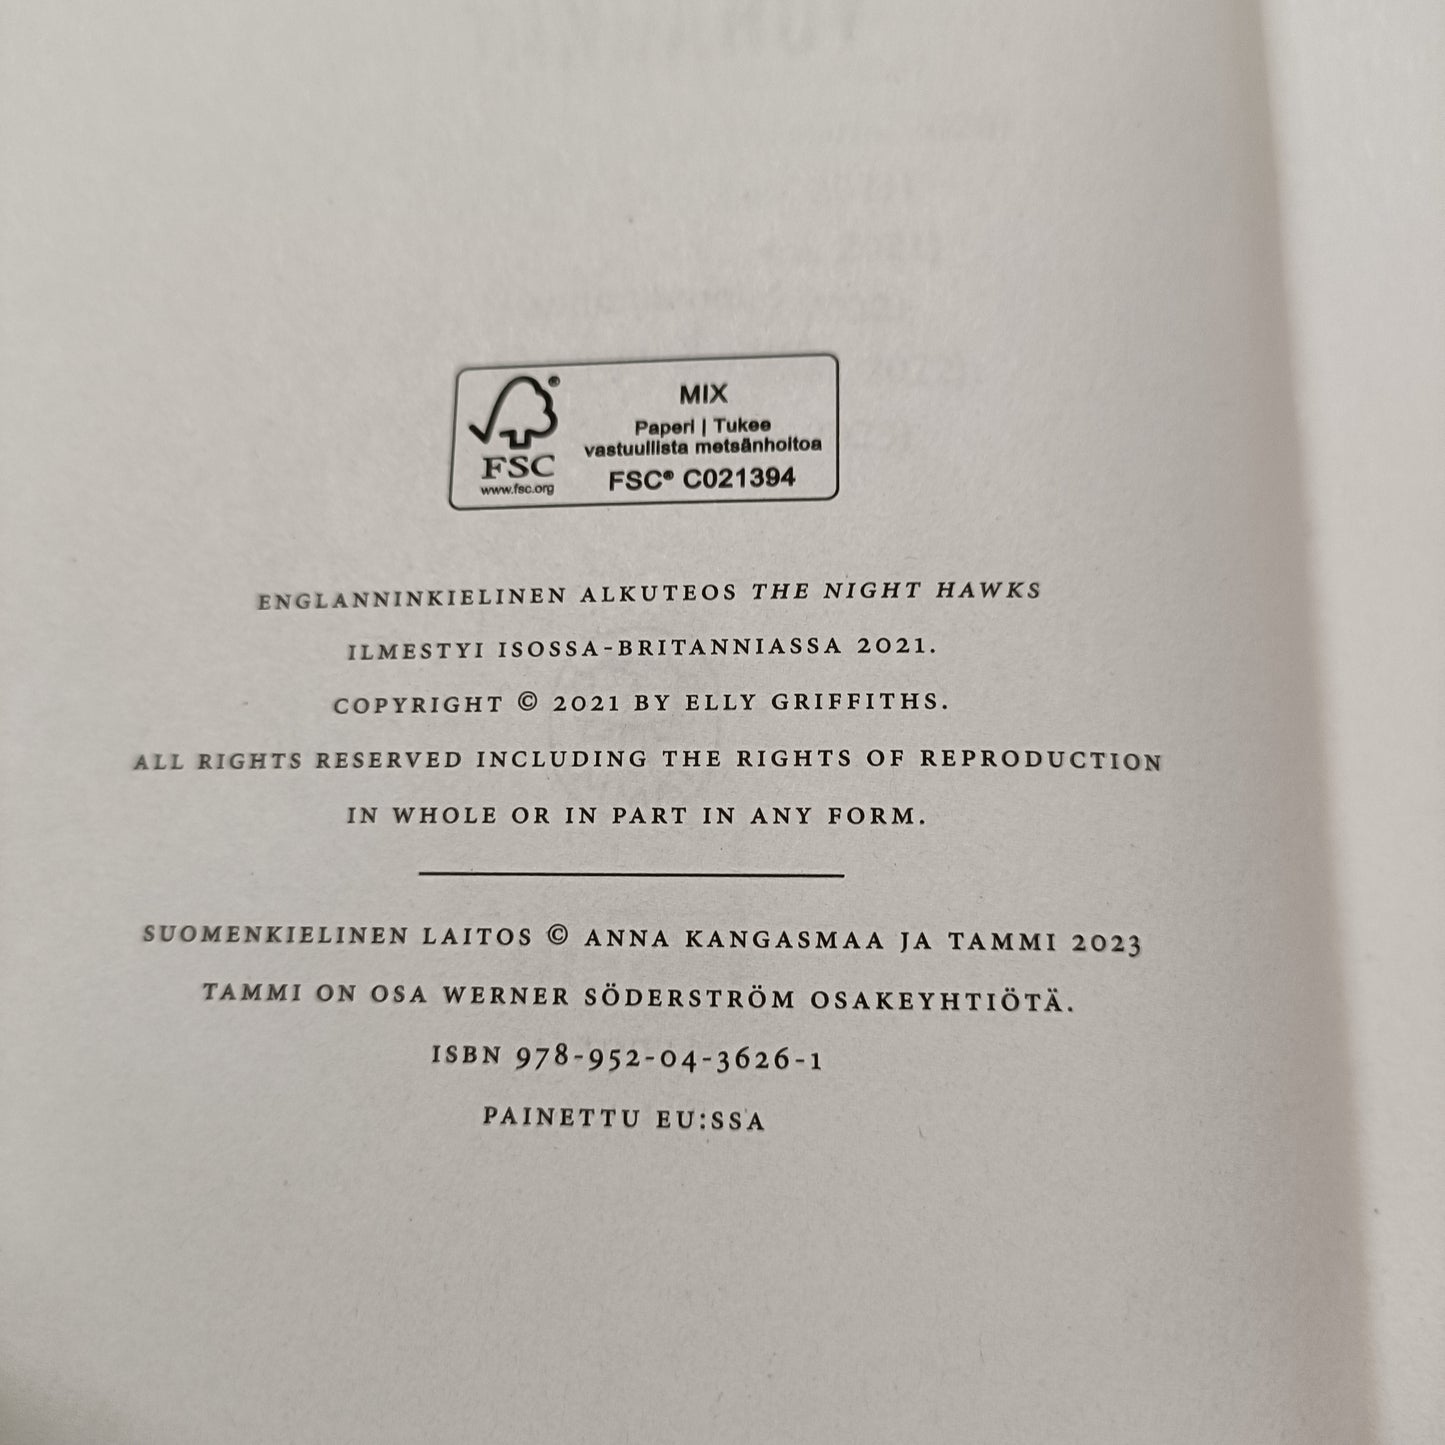 MIX
Paperi | Tukee
vastuullista metsänhoitoa
FSC® C021394
FSC
www.fsc.org
ENGLANNINKIELINEN ALKUTEOS THE NIGHT HAWKS
ILMESTYI ISOSSA-BRITANNIASSA 2021.
COPYRIGHT © 2021 BY ELLY GRIFFITHS.
ALL RIGHTS RESERVED INCLUDING THE RIGHTS OF REPRODUCTION
IN WHOLE OR IN PART IN ANY FORM.
SUOMENKIELINEN LAITOS © ANNA KANGASMAA JA TAMMI 2023
TAMMI ON OSA WERNER SÖDERSTRÖM OSAKEYHTIÖTÄ.
ISBN 978-952-04-3626-1
PAINETTU EU:SSA